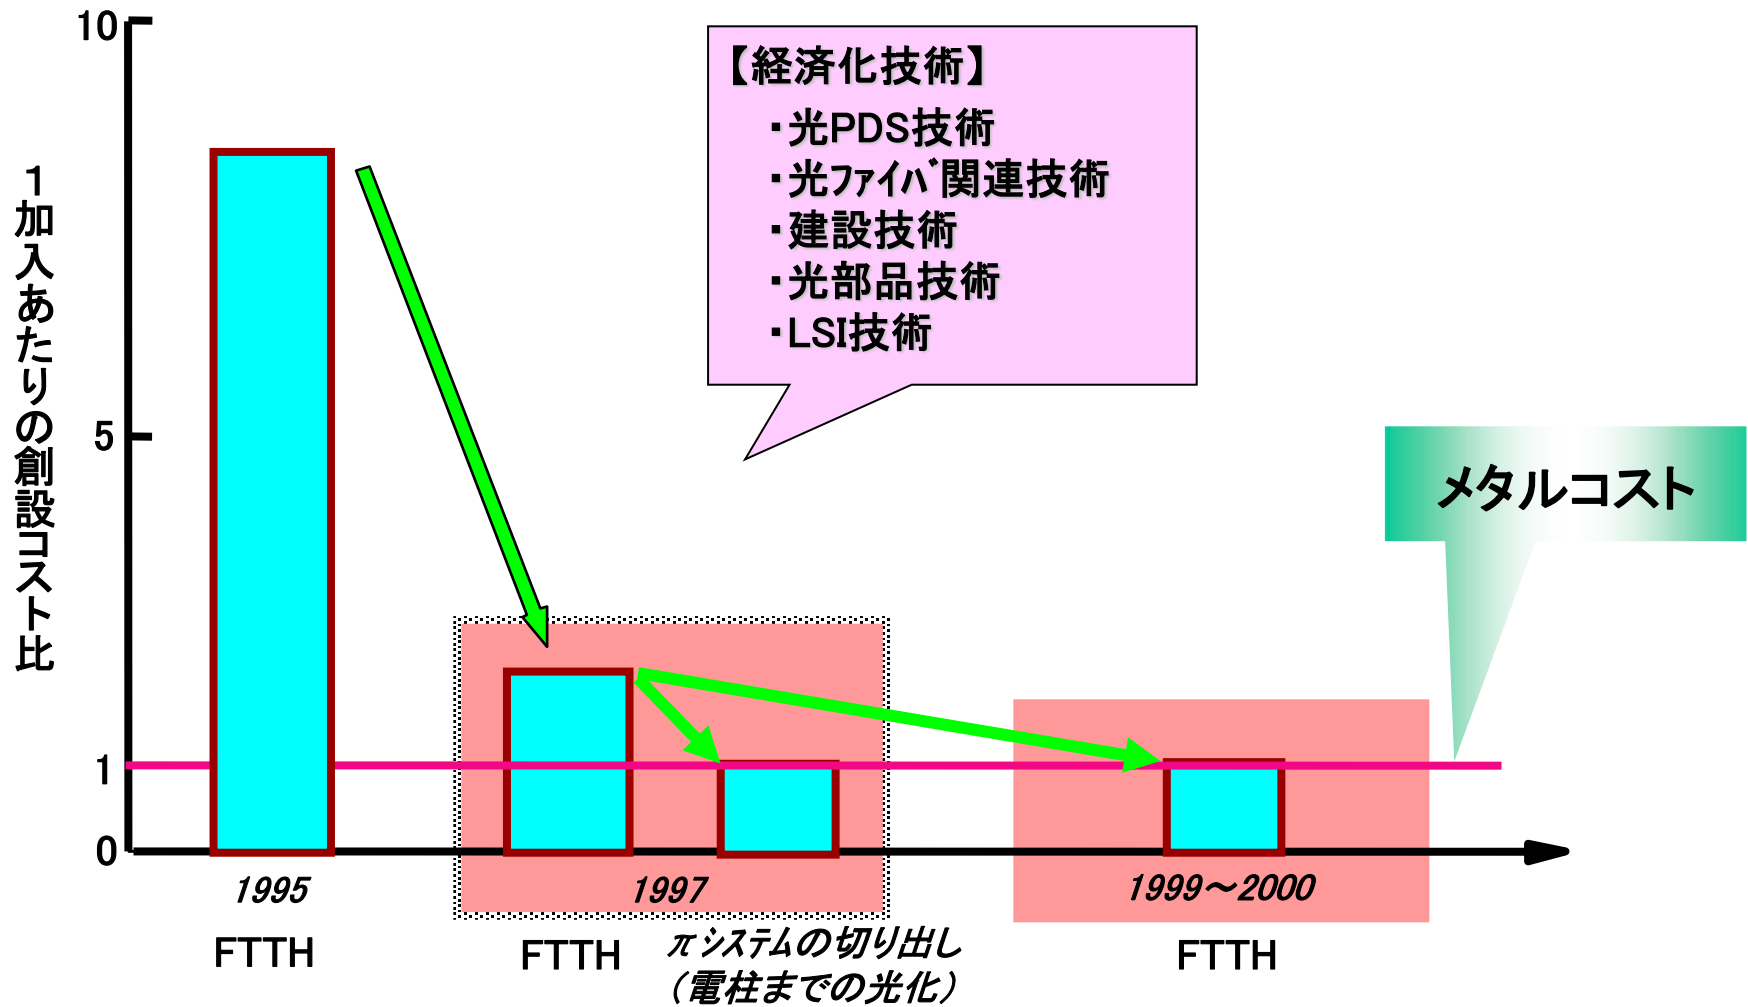 10
5
1
0
1加入あたりの創設コスト比
【経済化技術】
・光PDS技術
・光ﾌｧｲﾊﾞ関連技術
・建設技術
・光部品技術
・LSI技術
メタルコスト
1995
1997
1999～2000
FTTH
FTTH
πｼｽﾃﾑの切り出し
（電柱までの光化）
FTTH